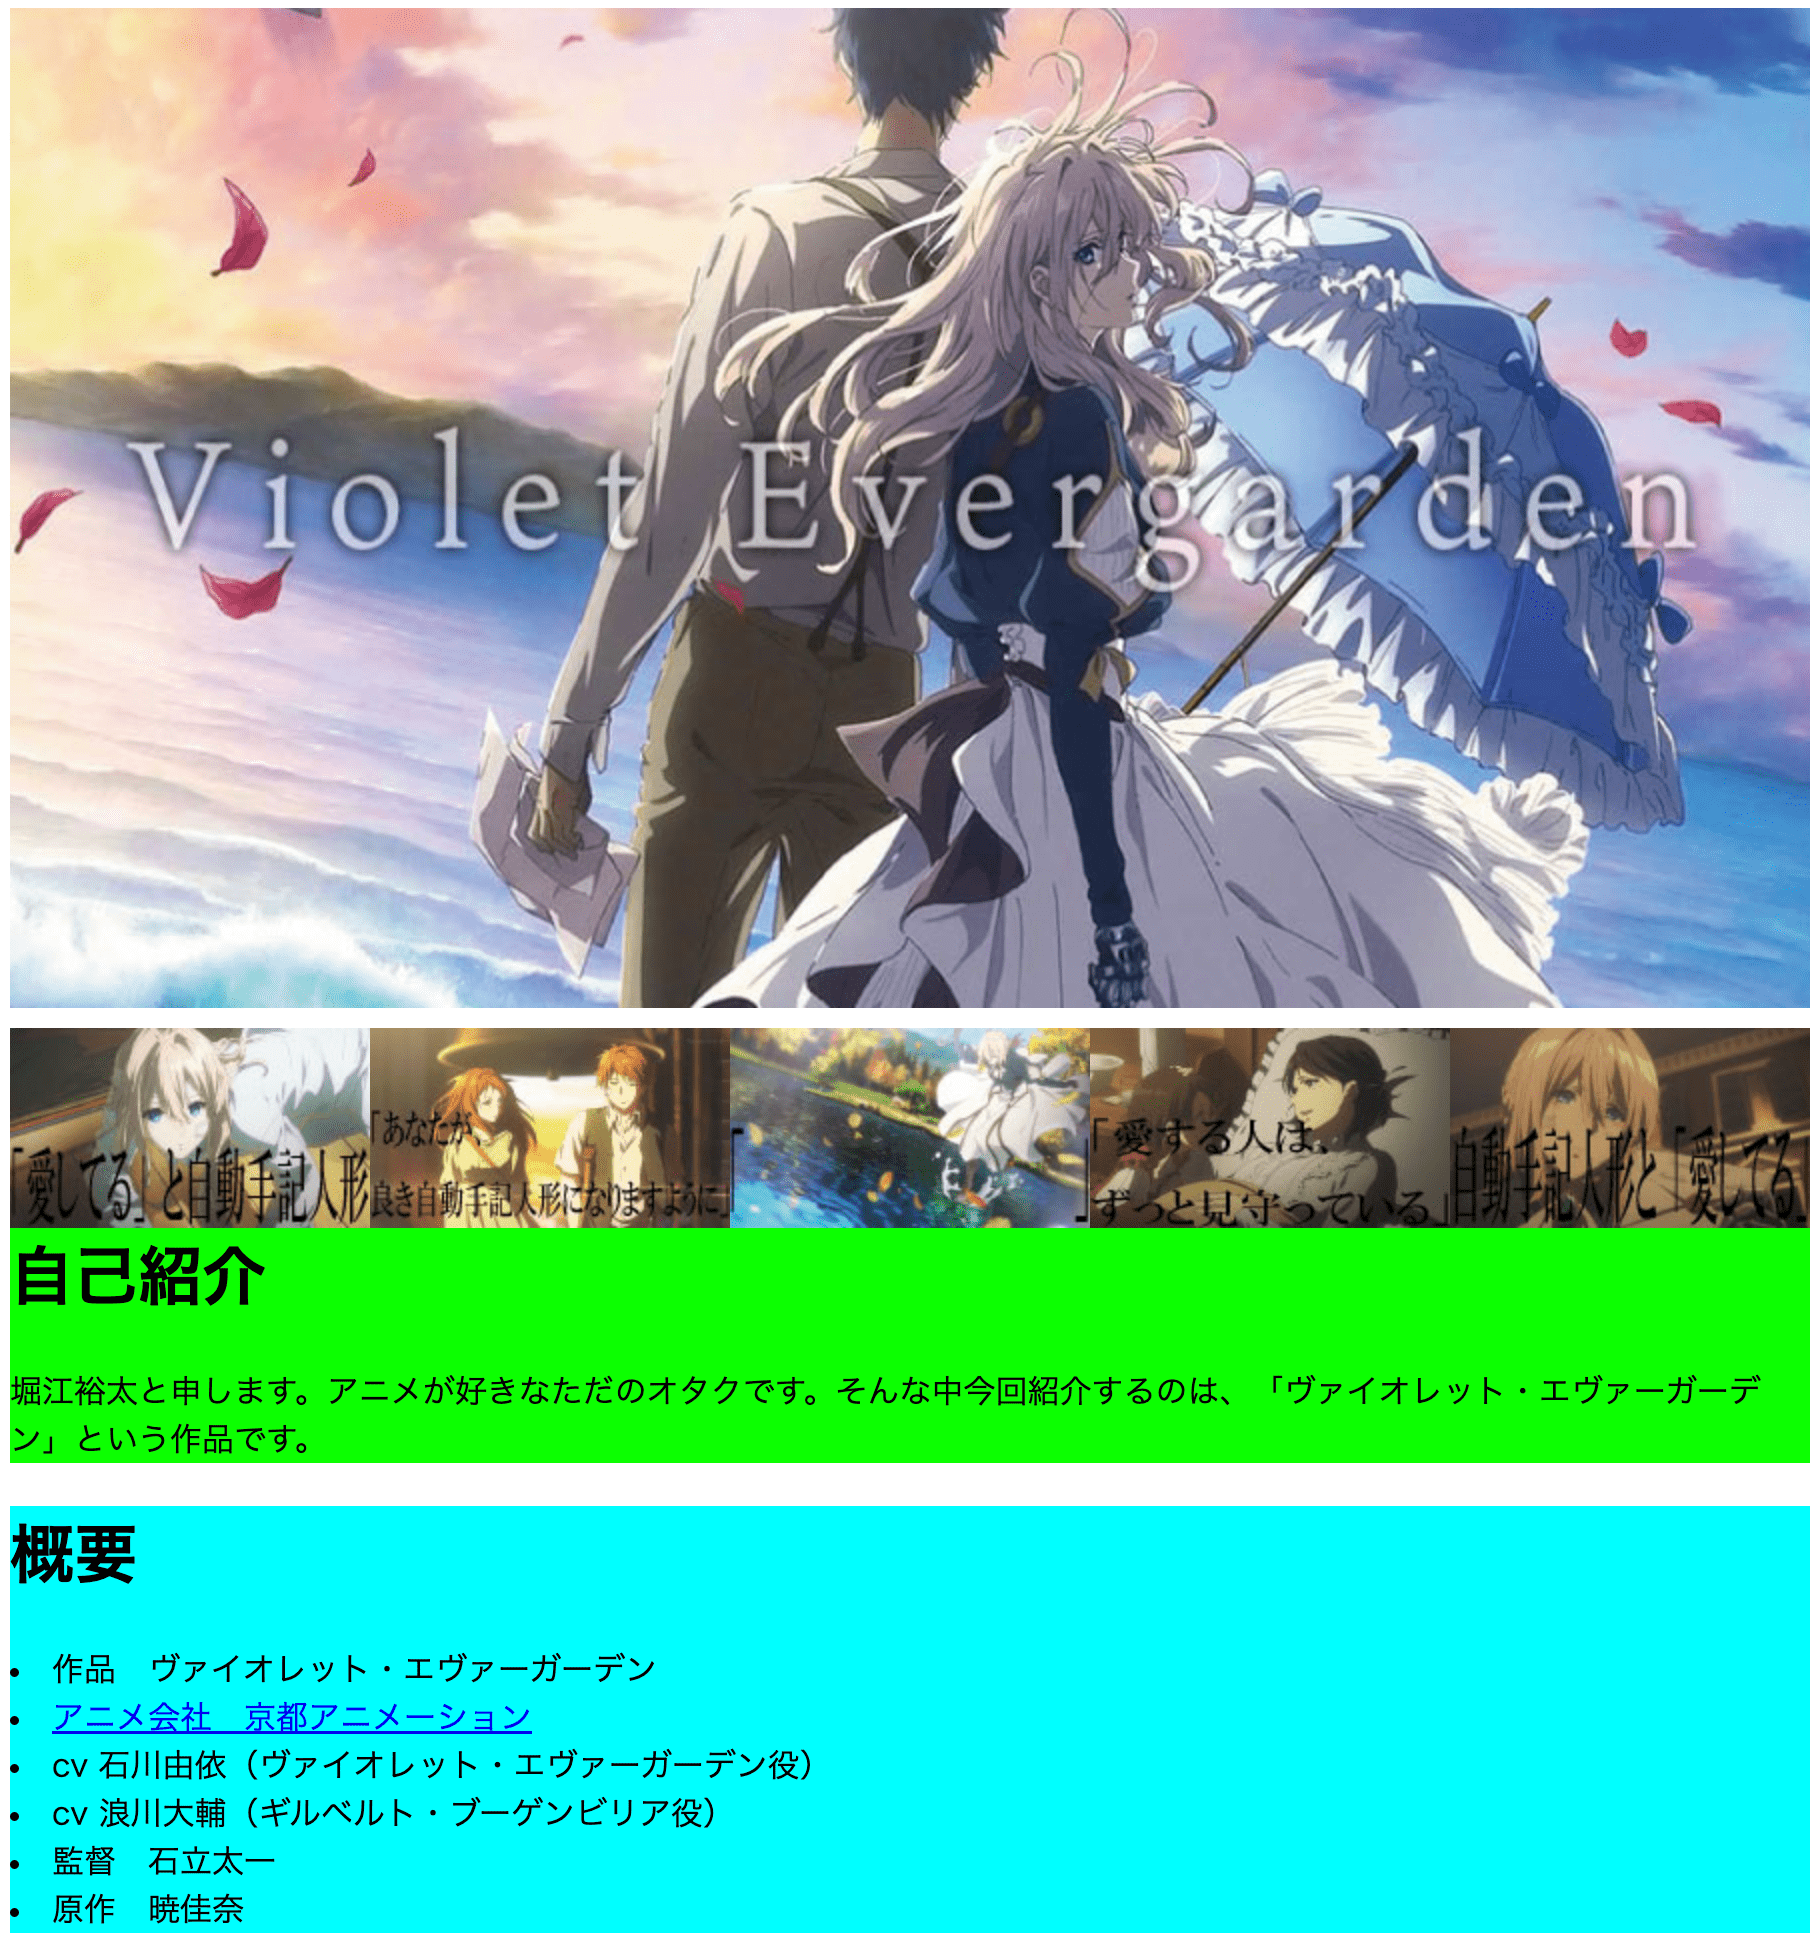 Violet Evergarden
「愛してる」と自動手記人形
「あなたが、
良き自動手記人形になりますように」
「 」
「愛する人は、
ずっと見守っている」
自動手記人形と「愛してる」
自己紹介
堀江裕太と申します。アニメが好きなただのオタクです。そんな中今回紹介するのは、「ヴァイオレット・エヴァーガーデ
ン」という作品です。
概要
• 作品　ヴァイオレット・エヴァーガーデン
• アニメ会社　京都アニメーション
• cv 石川由依（ヴァイオレット・エヴァーガーデン役）
• cv 浪川大輔（ギルベルト・ブーゲンビリア役）
• 監督　石立太一
• 原作　暁佳奈